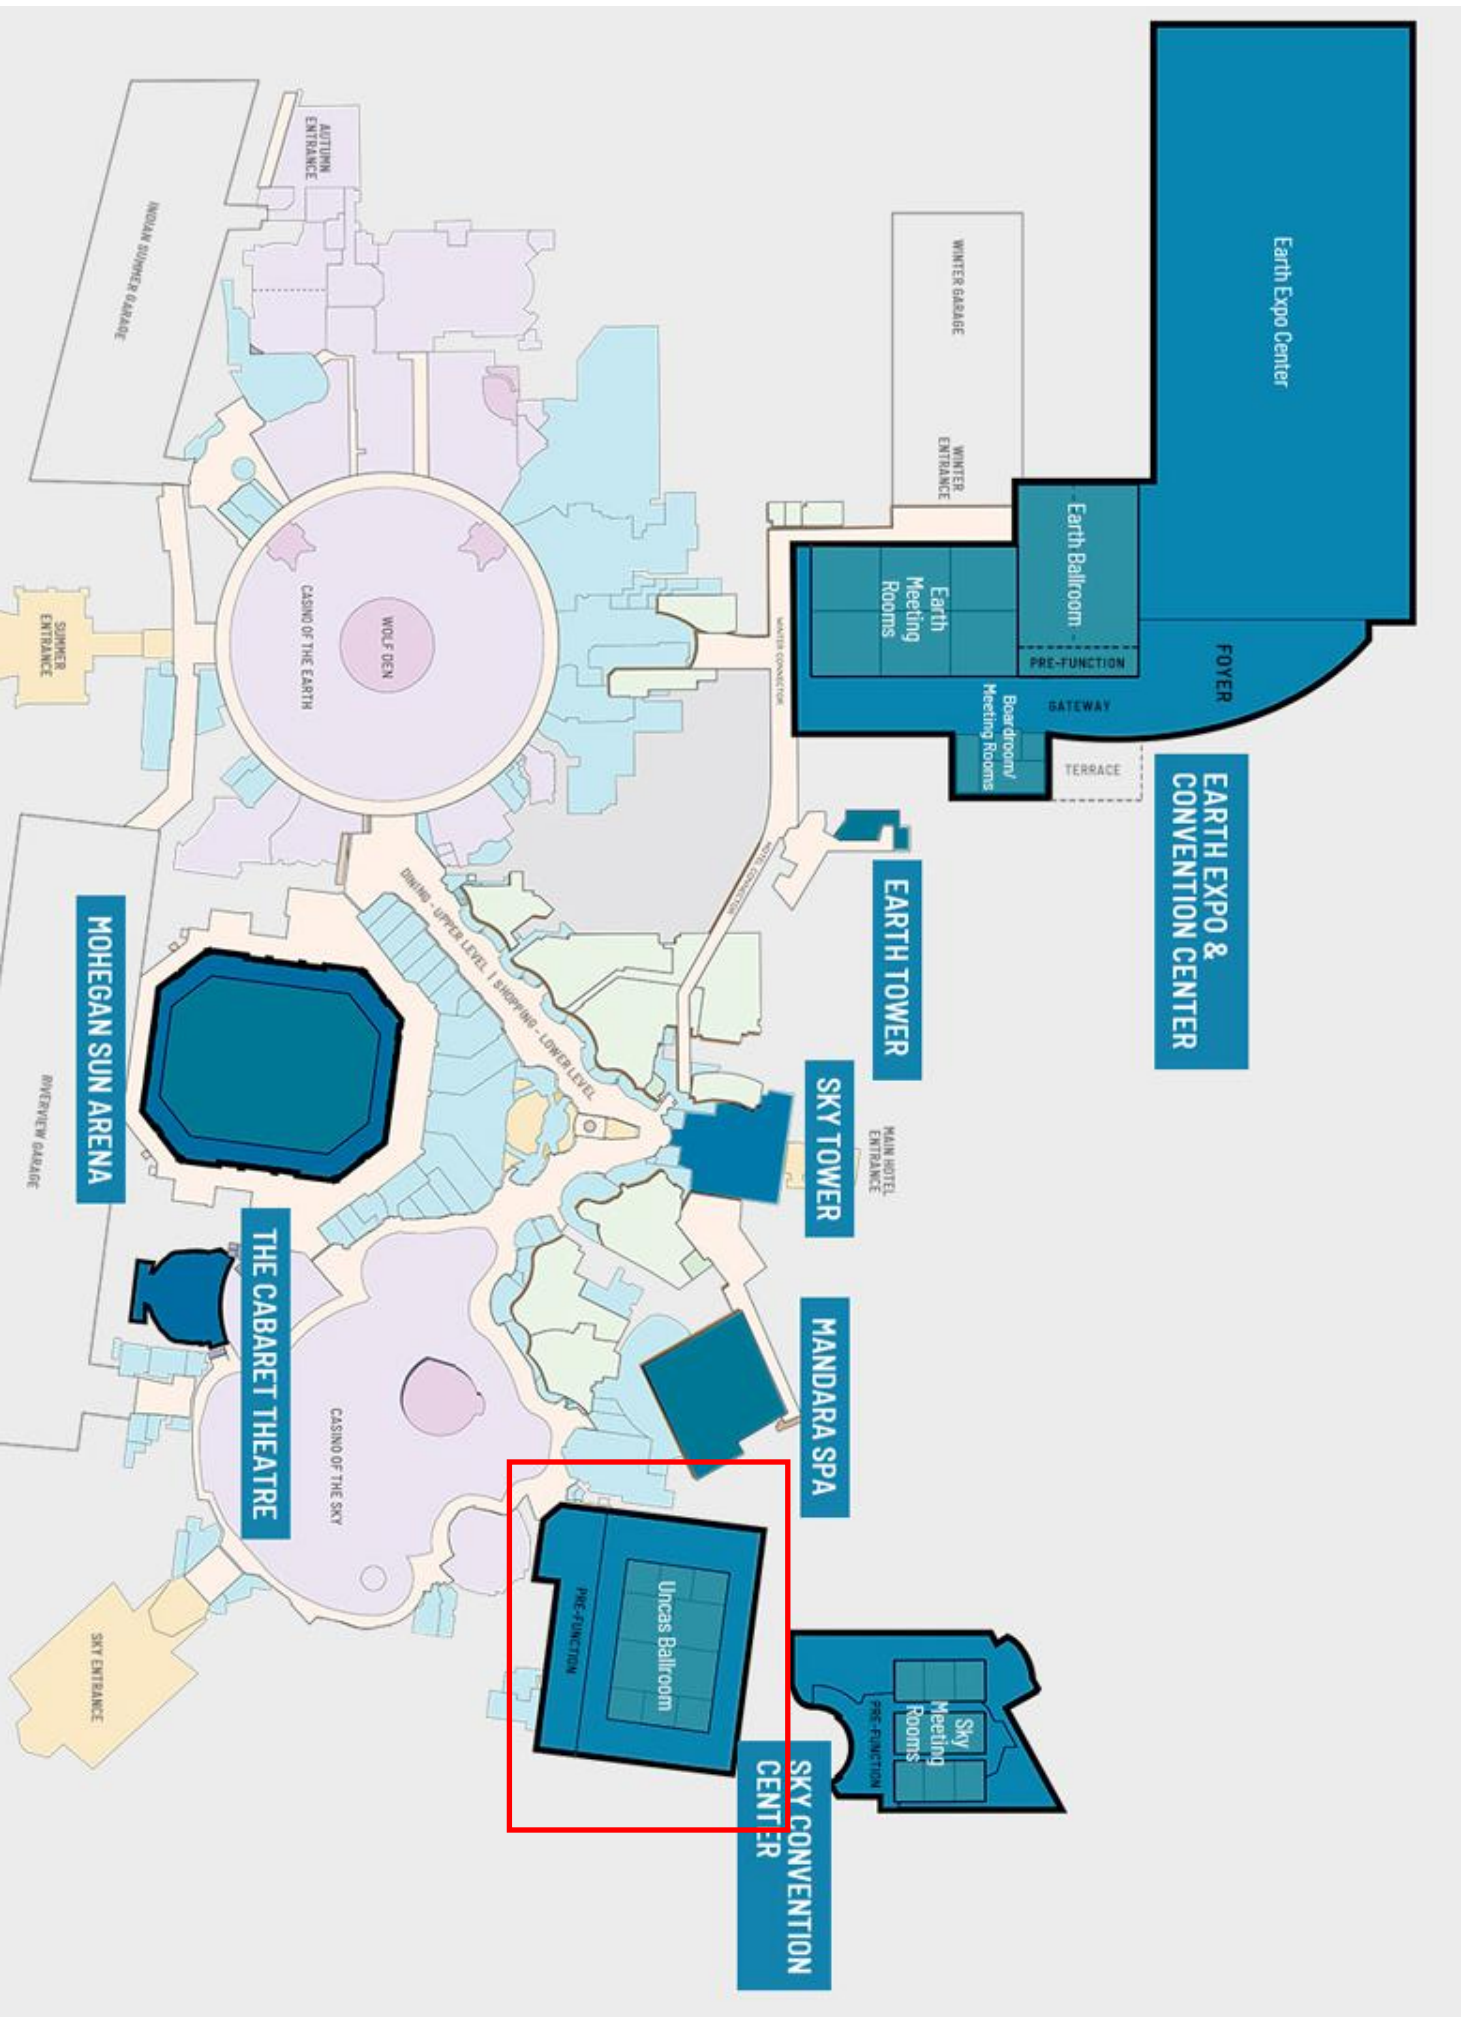 Earth Expo Center
FOYER
EARTH EXPO &
CONVENTION CENTER
Earth Ballroom
PRE-FUNCTION
GATEWAY
TERRACE
Boardroom/
Meeting Rooms
Earth
Meeting
Rooms
WINTER GARAGE
WINTER
ENTRANCE
WINTER CONNECTOR
HOTEL CONNECTOR
EARTH TOWER
SKY TOWER
MAIN HOTEL
ENTRANCE
MANDARA SPA
Sky
Meeting
Rooms
PRE-FUNCTION
SKY CONVENTION
CENTER
Uncas Ballroom
PRE-FUNCTION
DINING - UPPER LEVEL | SHOPPING - LOWER LEVEL
WOLF DEN
CASINO OF THE EARTH
AUTUMN
ENTRANCE
INDIAN SUMMER GARAGE
SUMMER
ENTRANCE
MOHEGAN SUN ARENA
RIVERVIEW GARAGE
THE CABARET THEATRE
CASINO OF THE SKY
SKY ENTRANCE